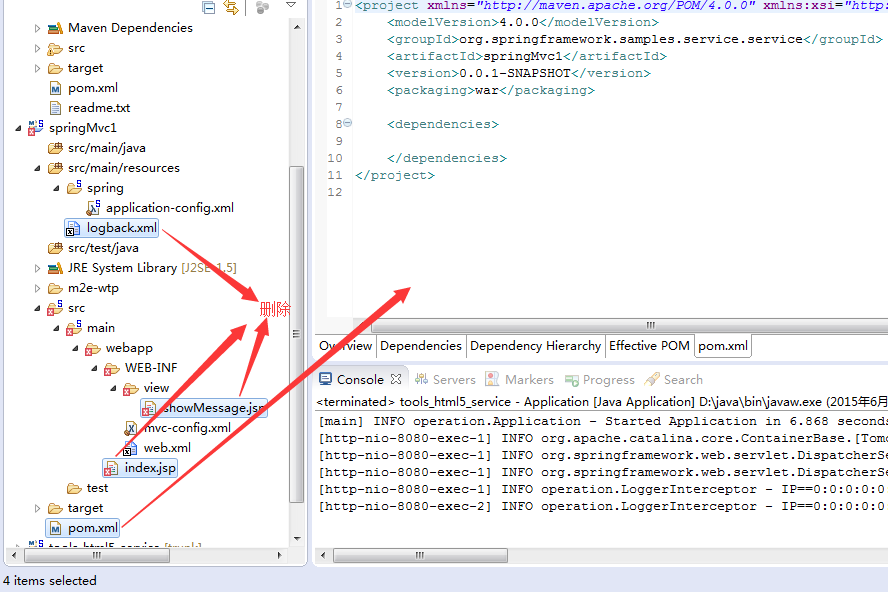 Maven Dependencies
src
target
pom.xml
readme.txt
springMvc1
src/main/java
src/main/resources
spring
application-config.xml
logback.xml
src/test/java
JRE System Library [J2SE-1.5]
m2e-wtp
src
main
webapp
WEB-INF
view
showMessage.jsp
mvc-config.xml
web.xml
index.jsp
test
target
pom.xml
tools_html5_service [trunk]
删除
4 items selected
1 <project xmlns="http://maven.apache.org/POM/4.0.0" xmlns:xsi="http:
2 <modelVersion>4.0.0</modelVersion>
3 <groupId>org.springframework.samples.service.service</groupId>
4 <artifactId>springMvc1</artifactId>
5 <version>0.0.1-SNAPSHOT</version>
6 <packaging>war</packaging>
7
8 <dependencies>
9
10 </dependencies>
11 </project>
12
Overview Dependencies Dependency Hierarchy Effective POM pom.xml
Console Servers Markers Progress Search
<terminated> tools_html5_service - Application [Java Application] D:\java\bin\javaw.exe (2015年6月
[main] INFO operation.Application - Started Application in 6.868 seconds
[http-nio-8080-exec-1] INFO org.apache.catalina.core.ContainerBase.[Tomc
[http-nio-8080-exec-1] INFO org.springframework.web.servlet.DispatcherSe
[http-nio-8080-exec-1] INFO org.springframework.web.servlet.DispatcherSe
[http-nio-8080-exec-1] INFO operation.LoggerInterceptor - IP==0:0:0:0:0
[http-nio-8080-exec-2] INFO operation.LoggerInterceptor - IP==0:0:0:0:0